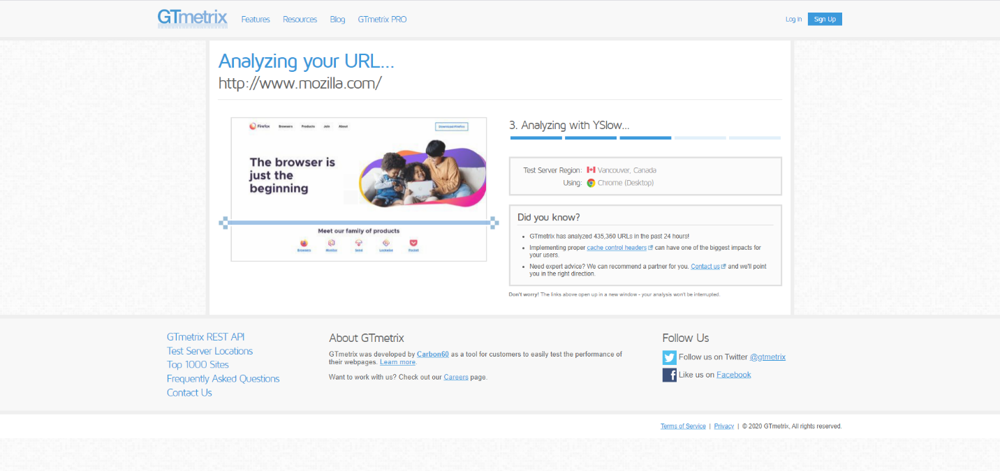 GTmetrix
Features
Resources
Blog
GTmetrix PRO
Log In
Sign Up
Analyzing your URL...
http://www.mozilla.com/
Firefox
Browsers
Products
Join
About
Download Firefox
The browser is
just the
beginning
Meet our family of products
Browsers
Monitor
Send
Lockwise
Pocket
3. Analyzing with YSlow...
Test Server Region: Vancouver, Canada
Using: Chrome (Desktop)
Did you know?
GTmetrix has analyzed 435,360 URLs in the past 24 hours!
Implementing proper cache control headers can have one of the biggest impacts for
your users.
Need expert advice? We can recommend a partner for you. Contact us and we'll point
you in the right direction.
Don't worry! The links above open up in a new window - your analysis won't be interrupted.
GTmetrix REST API
Test Server Locations
Top 1000 Sites
Frequently Asked Questions
Contact Us
About GTmetrix
GTmetrix was developed by Carbon60 as a tool for customers to easily test the performance of
their webpages. Learn more.
Want to work with us? Check out our Careers page.
Follow Us
Follow us on Twitter @gtmetrix
Like us on Facebook
Terms of Service | Privacy | © 2020 GTmetrix, All rights reserved.